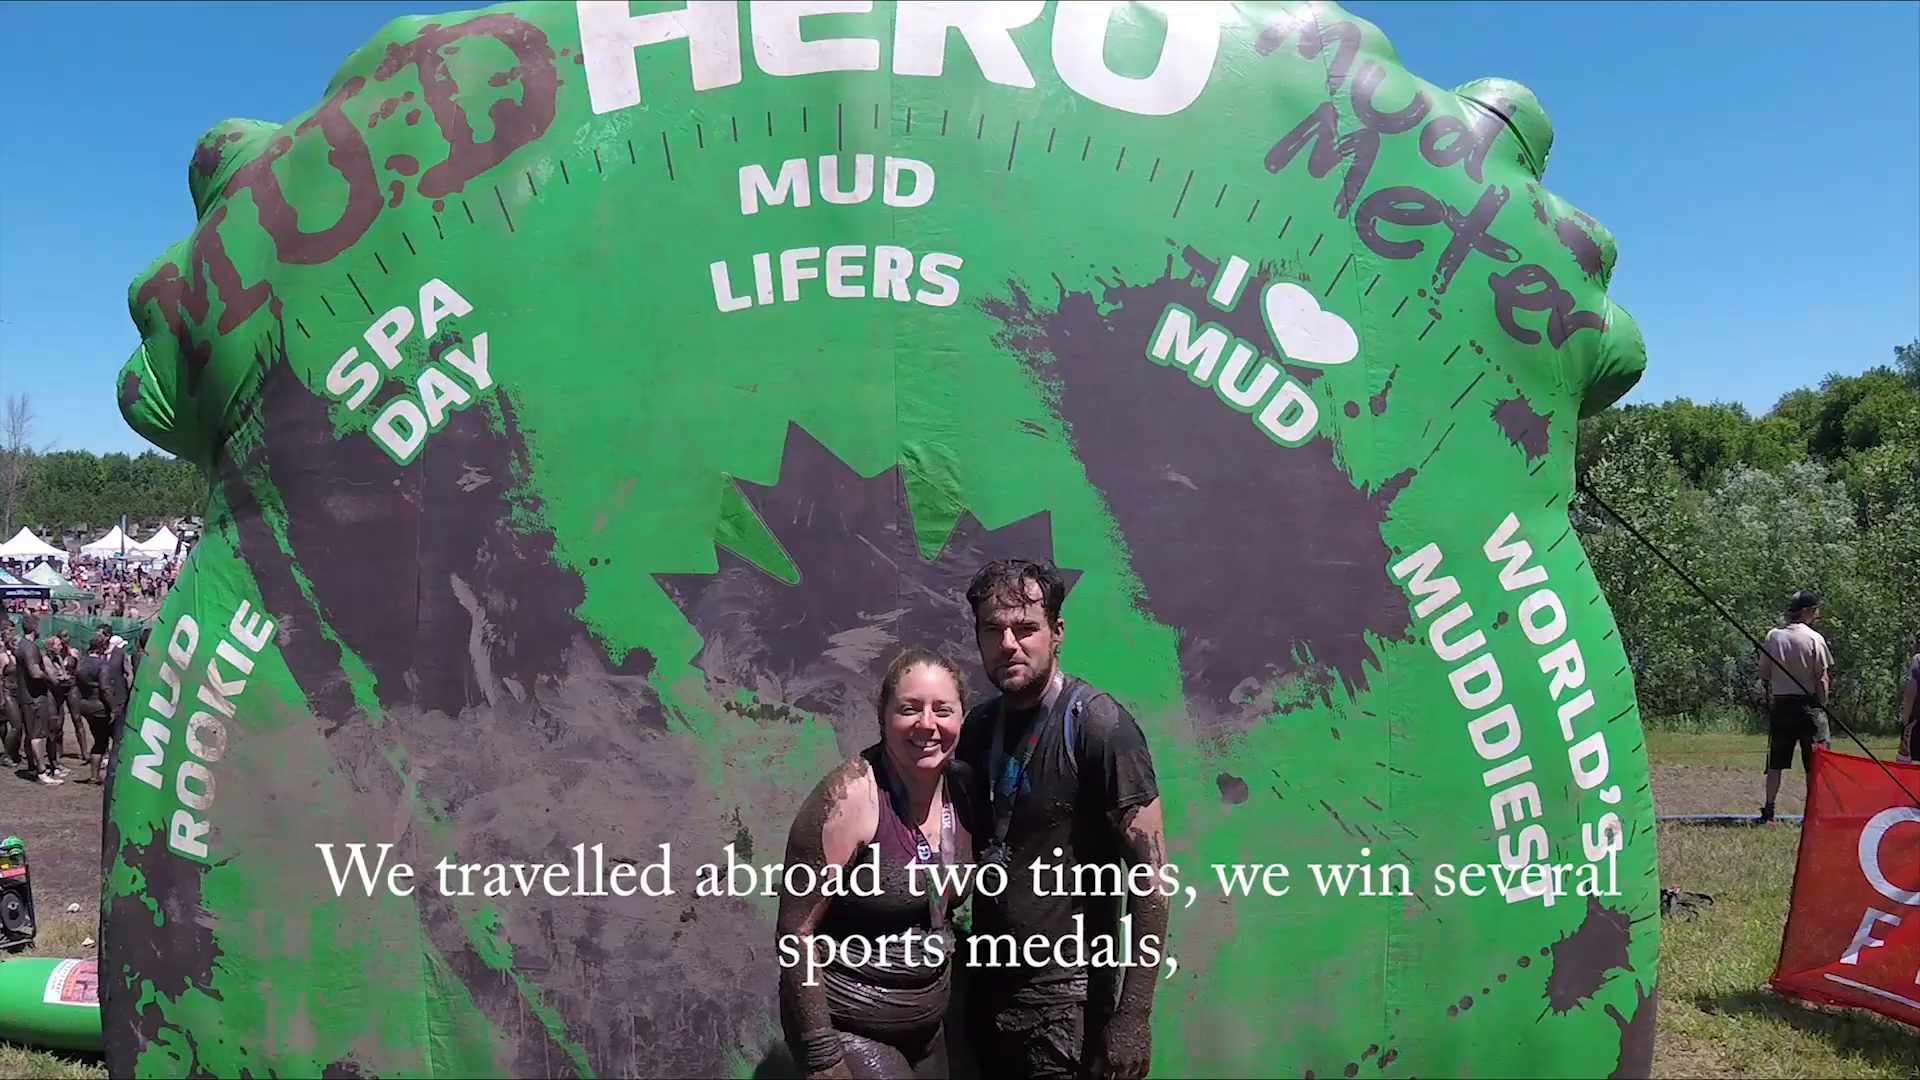 MUD HERO
Mud
Meter
MUD
LIFERS
SPA
DAY
I
MUD
MUD
ROOKIE
WORLD'S
MUDDIEST
We travelled abroad two times, we win several
sports medals,